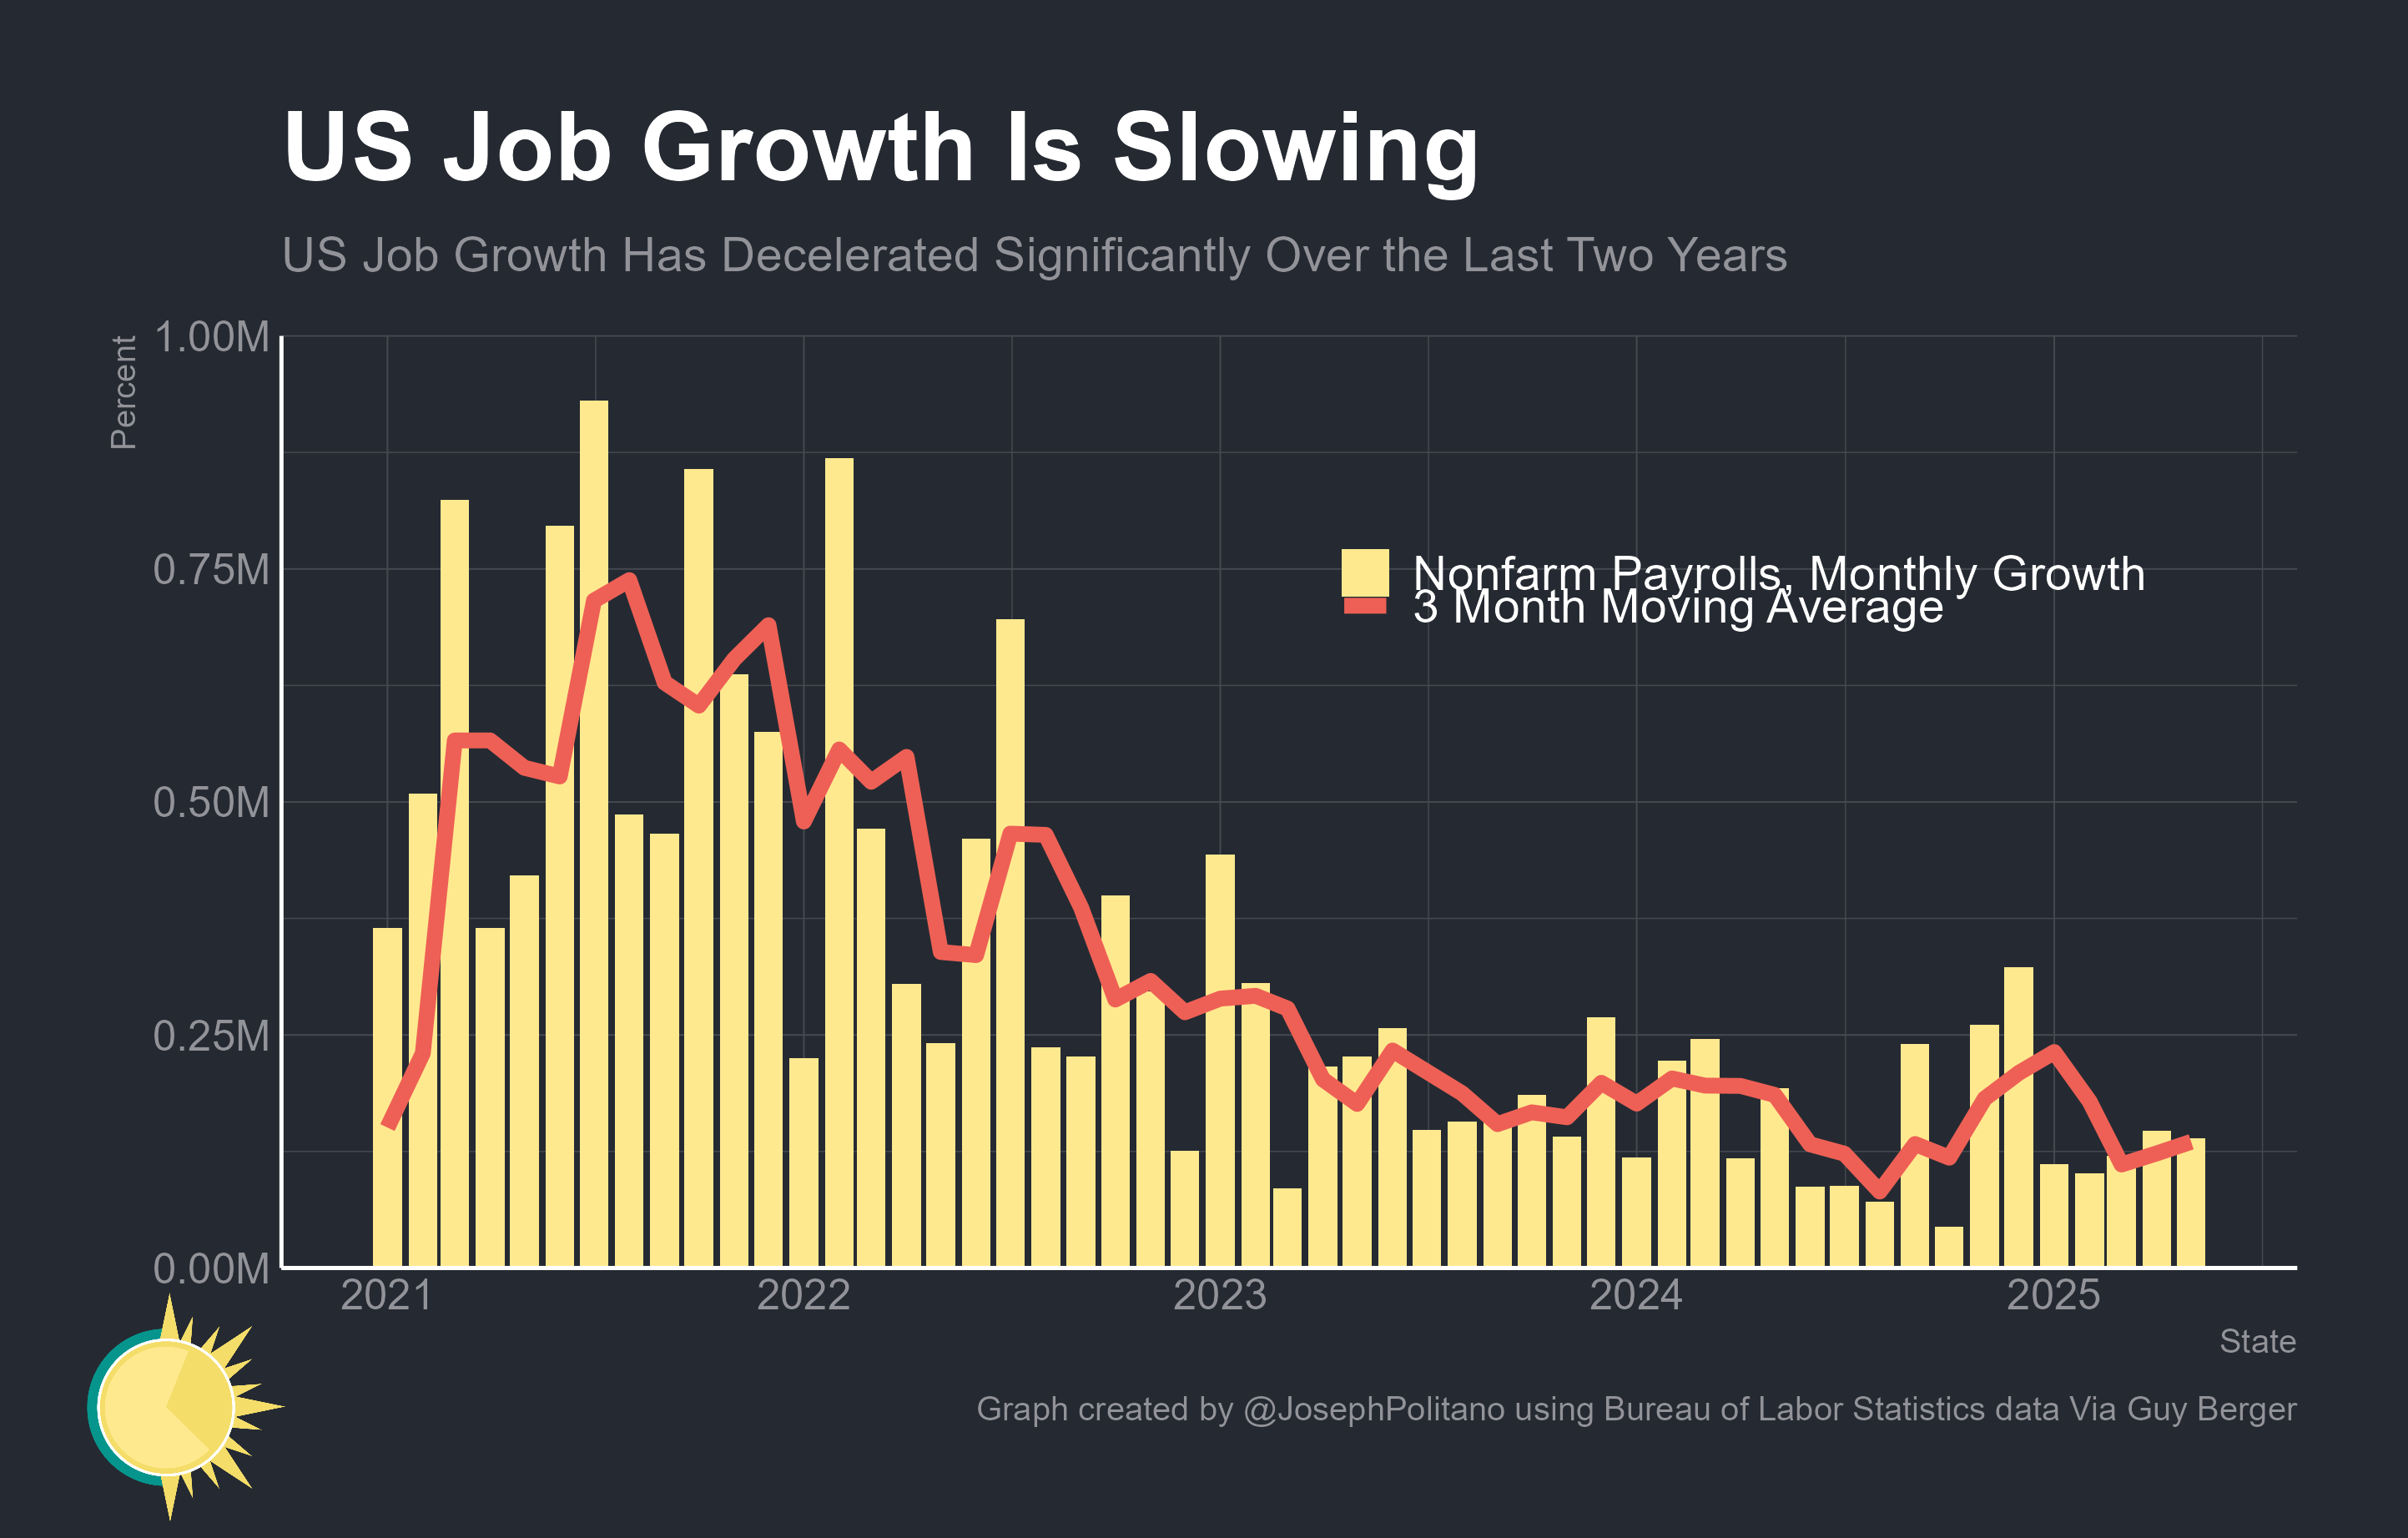 US Job Growth Is Slowing
US Job Growth Has Decelerated Significantly Over the Last Two Years
Percent
1.00M
0.75M
0.50M
0.25M
0.00M
Nonfarm Payrolls, Monthly Growth
3 Month Moving Average
2021
2022
2023
2024
2025
State
Graph created by @JosephPolitano using Bureau of Labor Statistics data Via Guy Berger